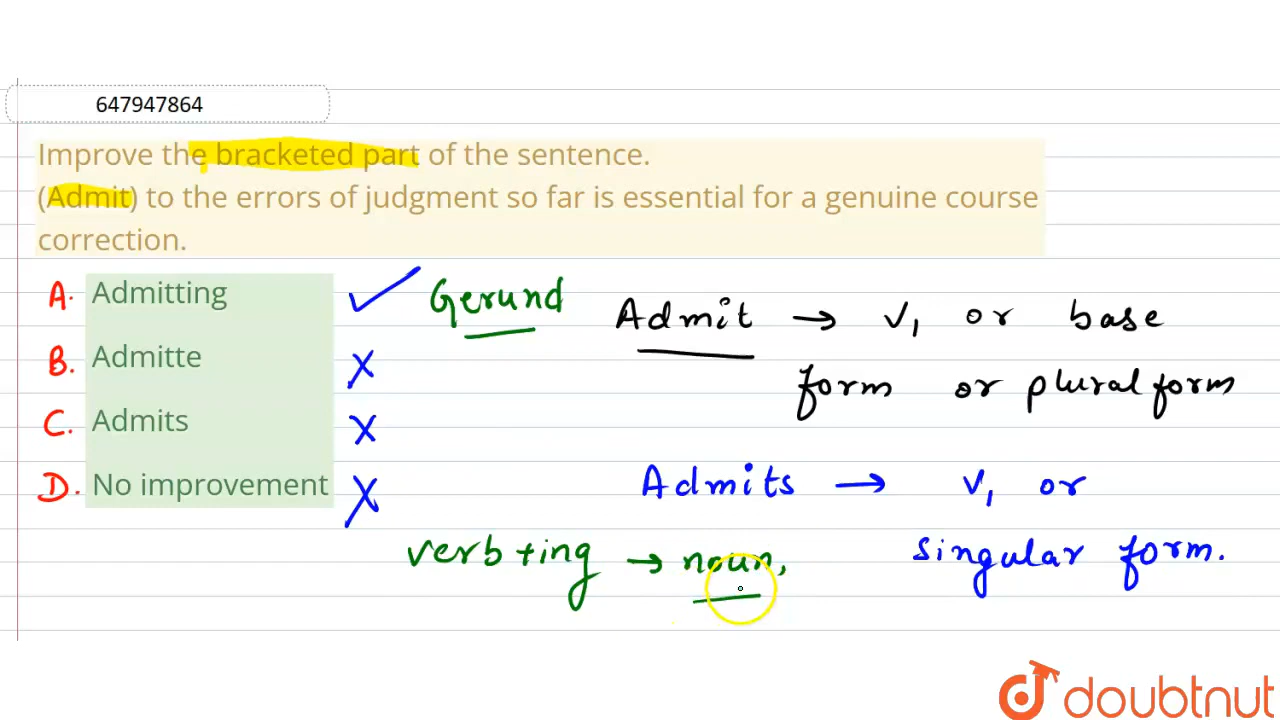 647947864
Improve the bracketed part of the sentence.
(Admit) to the errors of judgment so far is essential for a genuine course
correction.
A. Admitting ✓ Gerund
Admit → V₁ or base
form or plural form
B. Admitte X
C. Admits X
D. No improvement X
Admits → V₁ or
singular form.
verb +ing → noun,
doubtnut